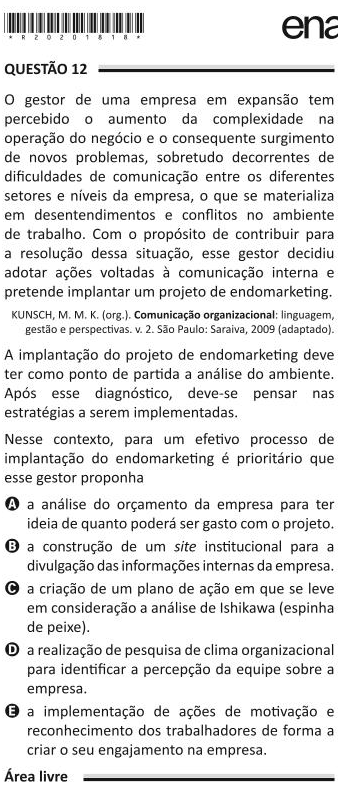 * R 2 0 2 0 1 8 1 8 *
ena
QUESTÃO 12
O gestor de uma empresa em expansão tem
percebido o aumento da complexidade na
operação do negócio e o consequente surgimento
de novos problemas, sobretudo decorrentes de
dificuldades de comunicação entre os diferentes
setores e níveis da empresa, o que se materializa
em desentendimentos e conflitos no ambiente
de trabalho. Com o propósito de contribuir para
a resolução dessa situação, esse gestor decidiu
adotar ações voltadas à comunicação interna e
pretende implantar um projeto de endomarketing.
KUNSCH, M. M. K. (org.). Comunicação organizacional: linguagem,
gestão e perspectivas. v. 2. São Paulo: Saraiva, 2009 (adaptado).
A implantação do projeto de endomarketing deve
ter como ponto de partida a análise do ambiente.
Após esse diagnóstico, deve-se pensar nas
estratégias a serem implementadas.
Nesse contexto, para um efetivo processo de
implantação do endomarketing é prioritário que
esse gestor proponha
A a análise do orçamento da empresa para ter
ideia de quanto poderá ser gasto com o projeto.
B a construção de um site institucional para a
divulgação das informações internas da empresa.
C a criação de um plano de ação em que se leve
em consideração a análise de Ishikawa (espinha
de peixe).
D a realização de pesquisa de clima organizacional
para identificar a percepção da equipe sobre a
empresa.
E a implementação de ações de motivação e
reconhecimento dos trabalhadores de forma a
criar o seu engajamento na empresa.
Área livre